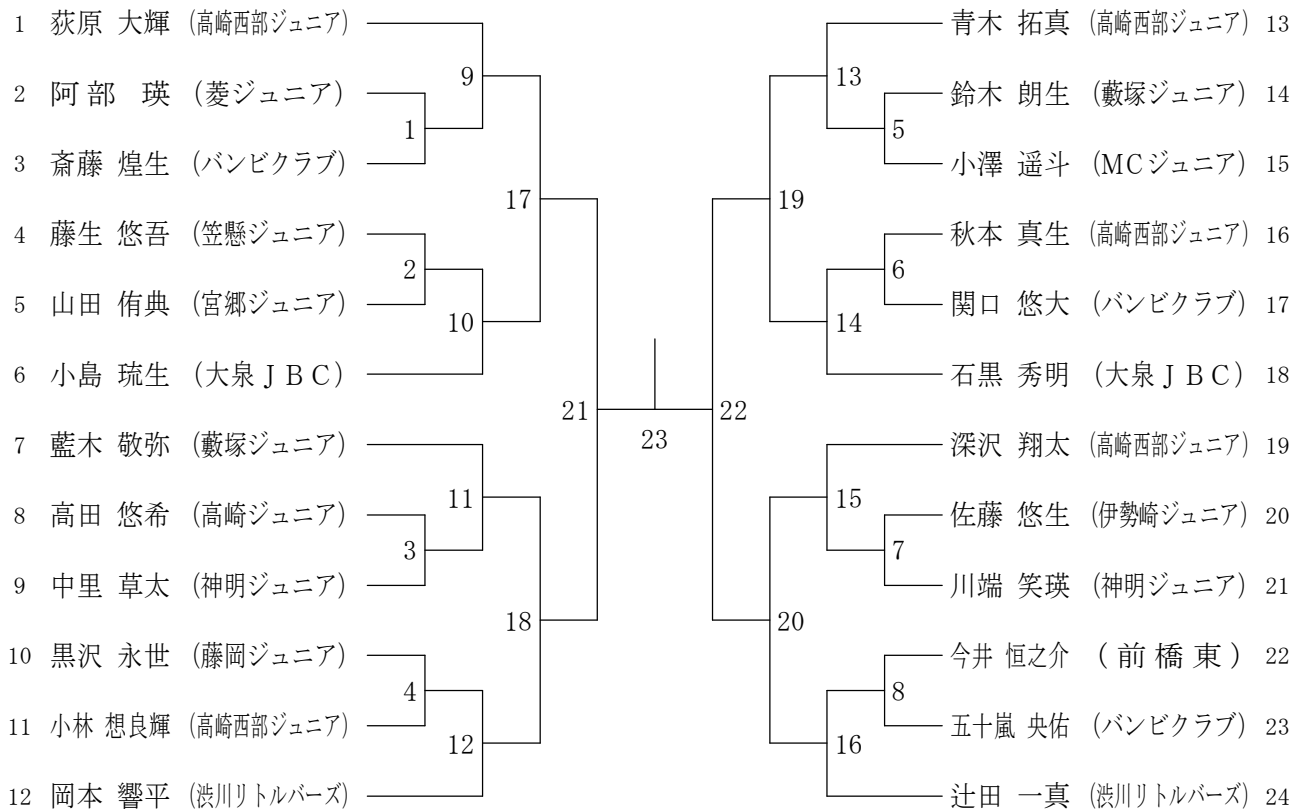 1 荻原 大輝 (高崎西部ジュニア)
2 阿部 瑛 (菱ジュニア)
3 斎藤 煌生 (バンビクラブ)
4 藤生 悠吾 (笠懸ジュニア)
5 山田 侑典 (宮郷ジュニア)
6 小島 琉生 (大泉ＪＢＣ)
7 藍木 敬弥 (藪塚ジュニア)
8 高田 悠希 (高崎ジュニア)
9 中里 草太 (神明ジュニア)
10 黒沢 永世 (藤岡ジュニア)
11 小林 想良輝 (高崎西部ジュニア)
12 岡本 響平 (渋川リトルバーズ)
9
1
17
2
10
21
11
3
18
4
12
23
22
13
5
19
6
14
15
7
20
8
16
青木 拓真 (高崎西部ジュニア) 13
鈴木 朗生 (藪塚ジュニア) 14
小澤 遥斗 (MCジュニア) 15
秋本 真生 (高崎西部ジュニア) 16
関口 悠大 (バンビクラブ) 17
石黒 秀明 (大泉ＪＢＣ) 18
深沢 翔太 (高崎西部ジュニア) 19
佐藤 悠生 (伊勢崎ジュニア) 20
川端 笑瑛 (神明ジュニア) 21
今井 恒之介 (前橋東) 22
五十嵐 央佑 (バンビクラブ) 23
辻田 一真 (渋川リトルバーズ) 24